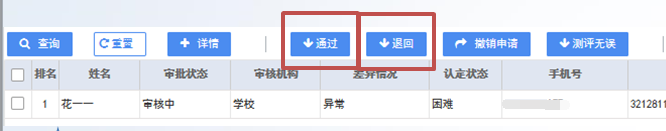 查询 重置 详情 通过 退回 撤销申请 测评无误
排名 姓名 审批状态 审核机构 差异情况 认定状态 手机号
1 花一一 审核中 学校 异常 困难 3212811